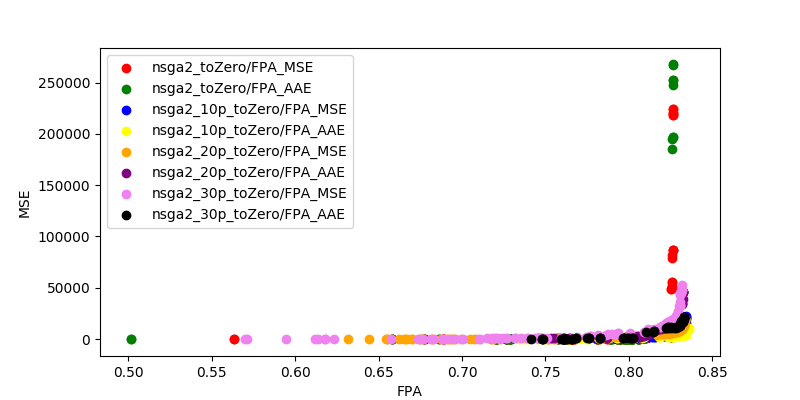 nsga2_toZero/FPA_MSE
nsga2_toZero/FPA_AAE
nsga2_10p_toZero/FPA_MSE
nsga2_10p_toZero/FPA_AAE
nsga2_20p_toZero/FPA_MSE
nsga2_20p_toZero/FPA_AAE
nsga2_30p_toZero/FPA_MSE
nsga2_30p_toZero/FPA_AAE
MSE
250000
200000
150000
100000
50000
0
0.50 0.55 0.60 0.65 0.70 0.75 0.80 0.85
FPA